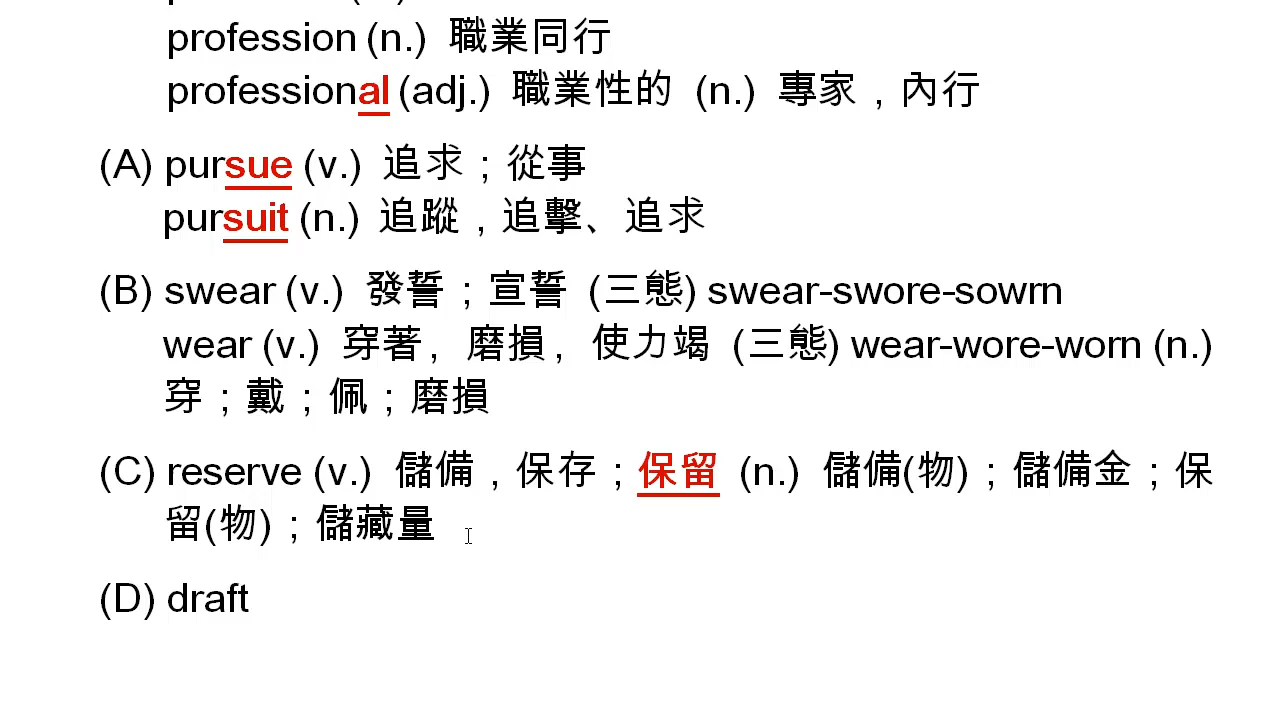 profession (n.) 職業同行
professional (adj.) 職業性的 (n.) 專家，內行
(A) pursue (v.) 追求；從事
pursuit (n.) 追蹤，追擊、追求
(B) swear (v.) 發誓；宣誓 (三態) swear-swore-sowrn
wear (v.) 穿著, 磨損, 使力竭 (三態) wear-wore-worn (n.)
穿；戴；佩；磨損
(C) reserve (v.) 儲備，保存；保留 (n.) 儲備(物)；儲備金；保
留(物)；儲藏量
(D) draft